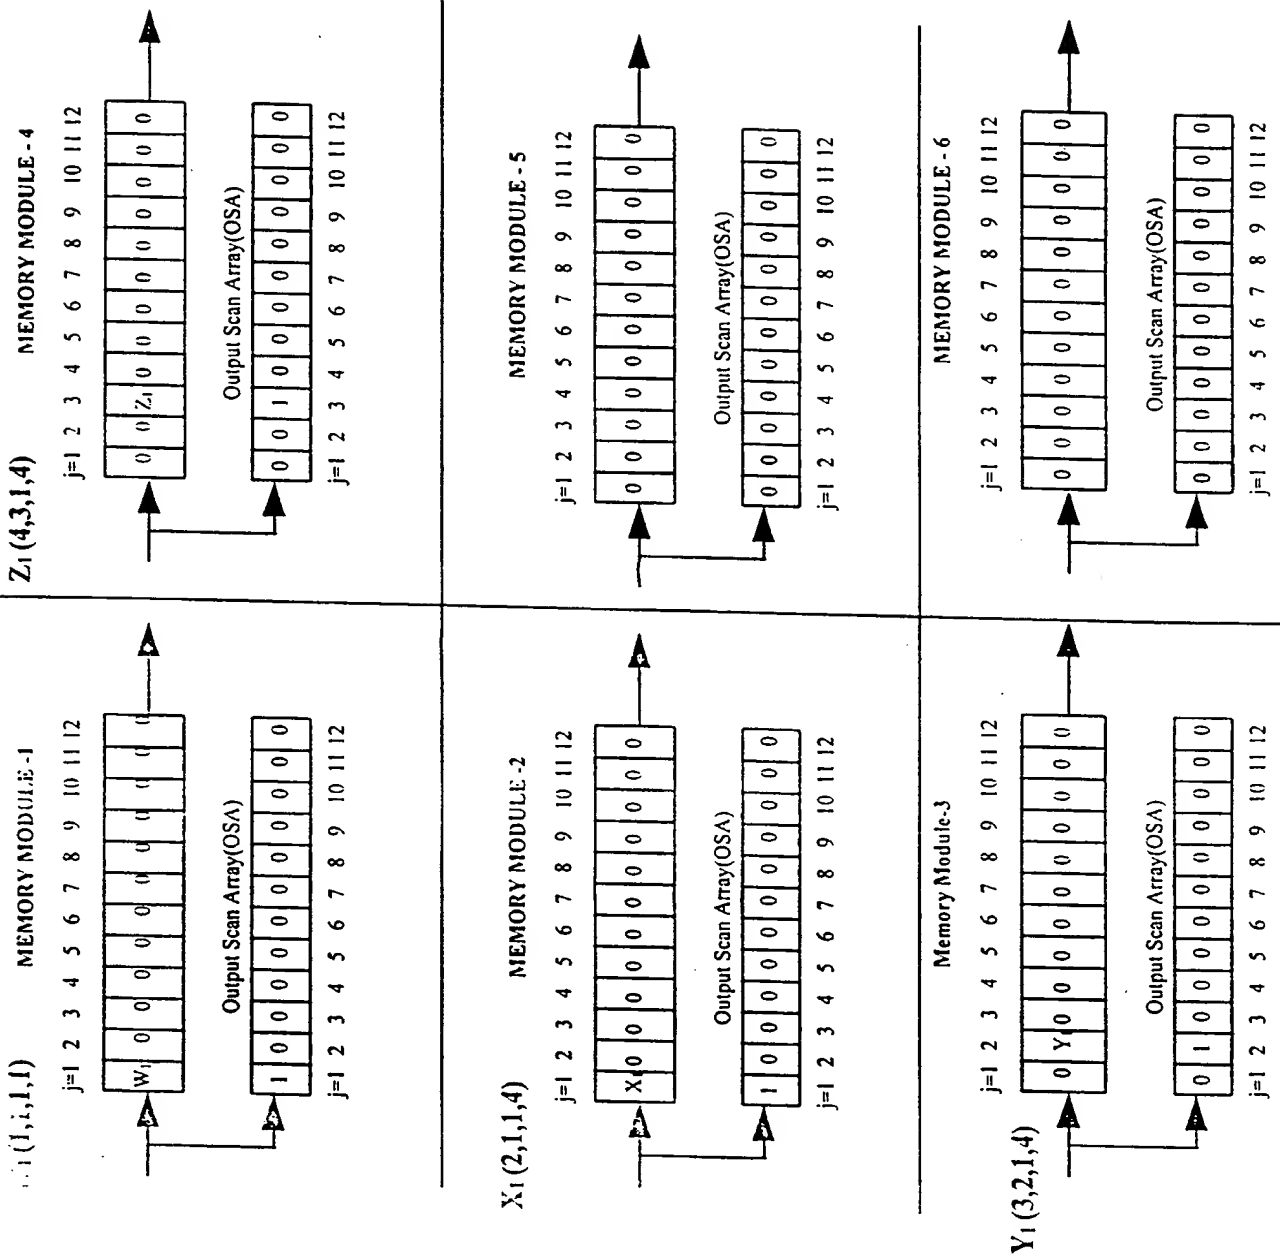 MEMORY MODULE -1
j=1 2 3 4 5 6 7 8 9 10 11 12
W1 0 0 0 0 0 0 0 0 0 0 0
Output Scan Array(OSA)
1 0 0 0 0 0 0 0 0 0 0 0
j=1 2 3 4 5 6 7 8 9 10 11 12
Z1 (4,3,1,4)
MEMORY MODULE - 4
j=1 2 3 4 5 6 7 8 9 10 11 12
0 0 Z1 0 0 0 0 0 0 0 0 0
Output Scan Array(OSA)
0 0 1 0 0 0 0 0 0 0 0 0
j=1 2 3 4 5 6 7 8 9 10 11 12
X1 (2,1,1,4)
MEMORY MODULE -2
j=1 2 3 4 5 6 7 8 9 10 11 12
X1 0 0 0 0 0 0 0 0 0 0 0
Output Scan Array(OSA)
1 0 0 0 0 0 0 0 0 0 0 0
j=1 2 3 4 5 6 7 8 9 10 11 12
MEMORY MODULE - 5
j=1 2 3 4 5 6 7 8 9 10 11 12
0 0 0 0 0 0 0 0 0 0 0 0
Output Scan Array(OSA)
0 0 0 0 0 0 0 0 0 0 0 0
j=1 2 3 4 5 6 7 8 9 10 11 12
Y1 (3,2,1,4)
Memory Module-3
j=1 2 3 4 5 6 7 8 9 10 11 12
0 Y1 0 0 0 0 0 0 0 0 0 0
Output Scan Array(OSA)
0 1 0 0 0 0 0 0 0 0 0 0
j=1 2 3 4 5 6 7 8 9 10 11 12
MEMORY MODULE - 6
j=1 2 3 4 5 6 7 8 9 10 11 12
0 0 0 0 0 0 0 0 0 0 0 0
Output Scan Array(OSA)
0 0 0 0 0 0 0 0 0 0 0 0
j=1 2 3 4 5 6 7 8 9 10 11 12